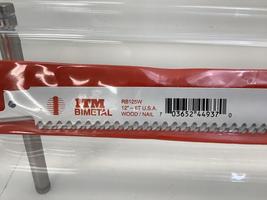 ITM
BIMETAL
RB125W
12" – 6T U.S.A.
WOOD / NAIL
7 03652 44937 0